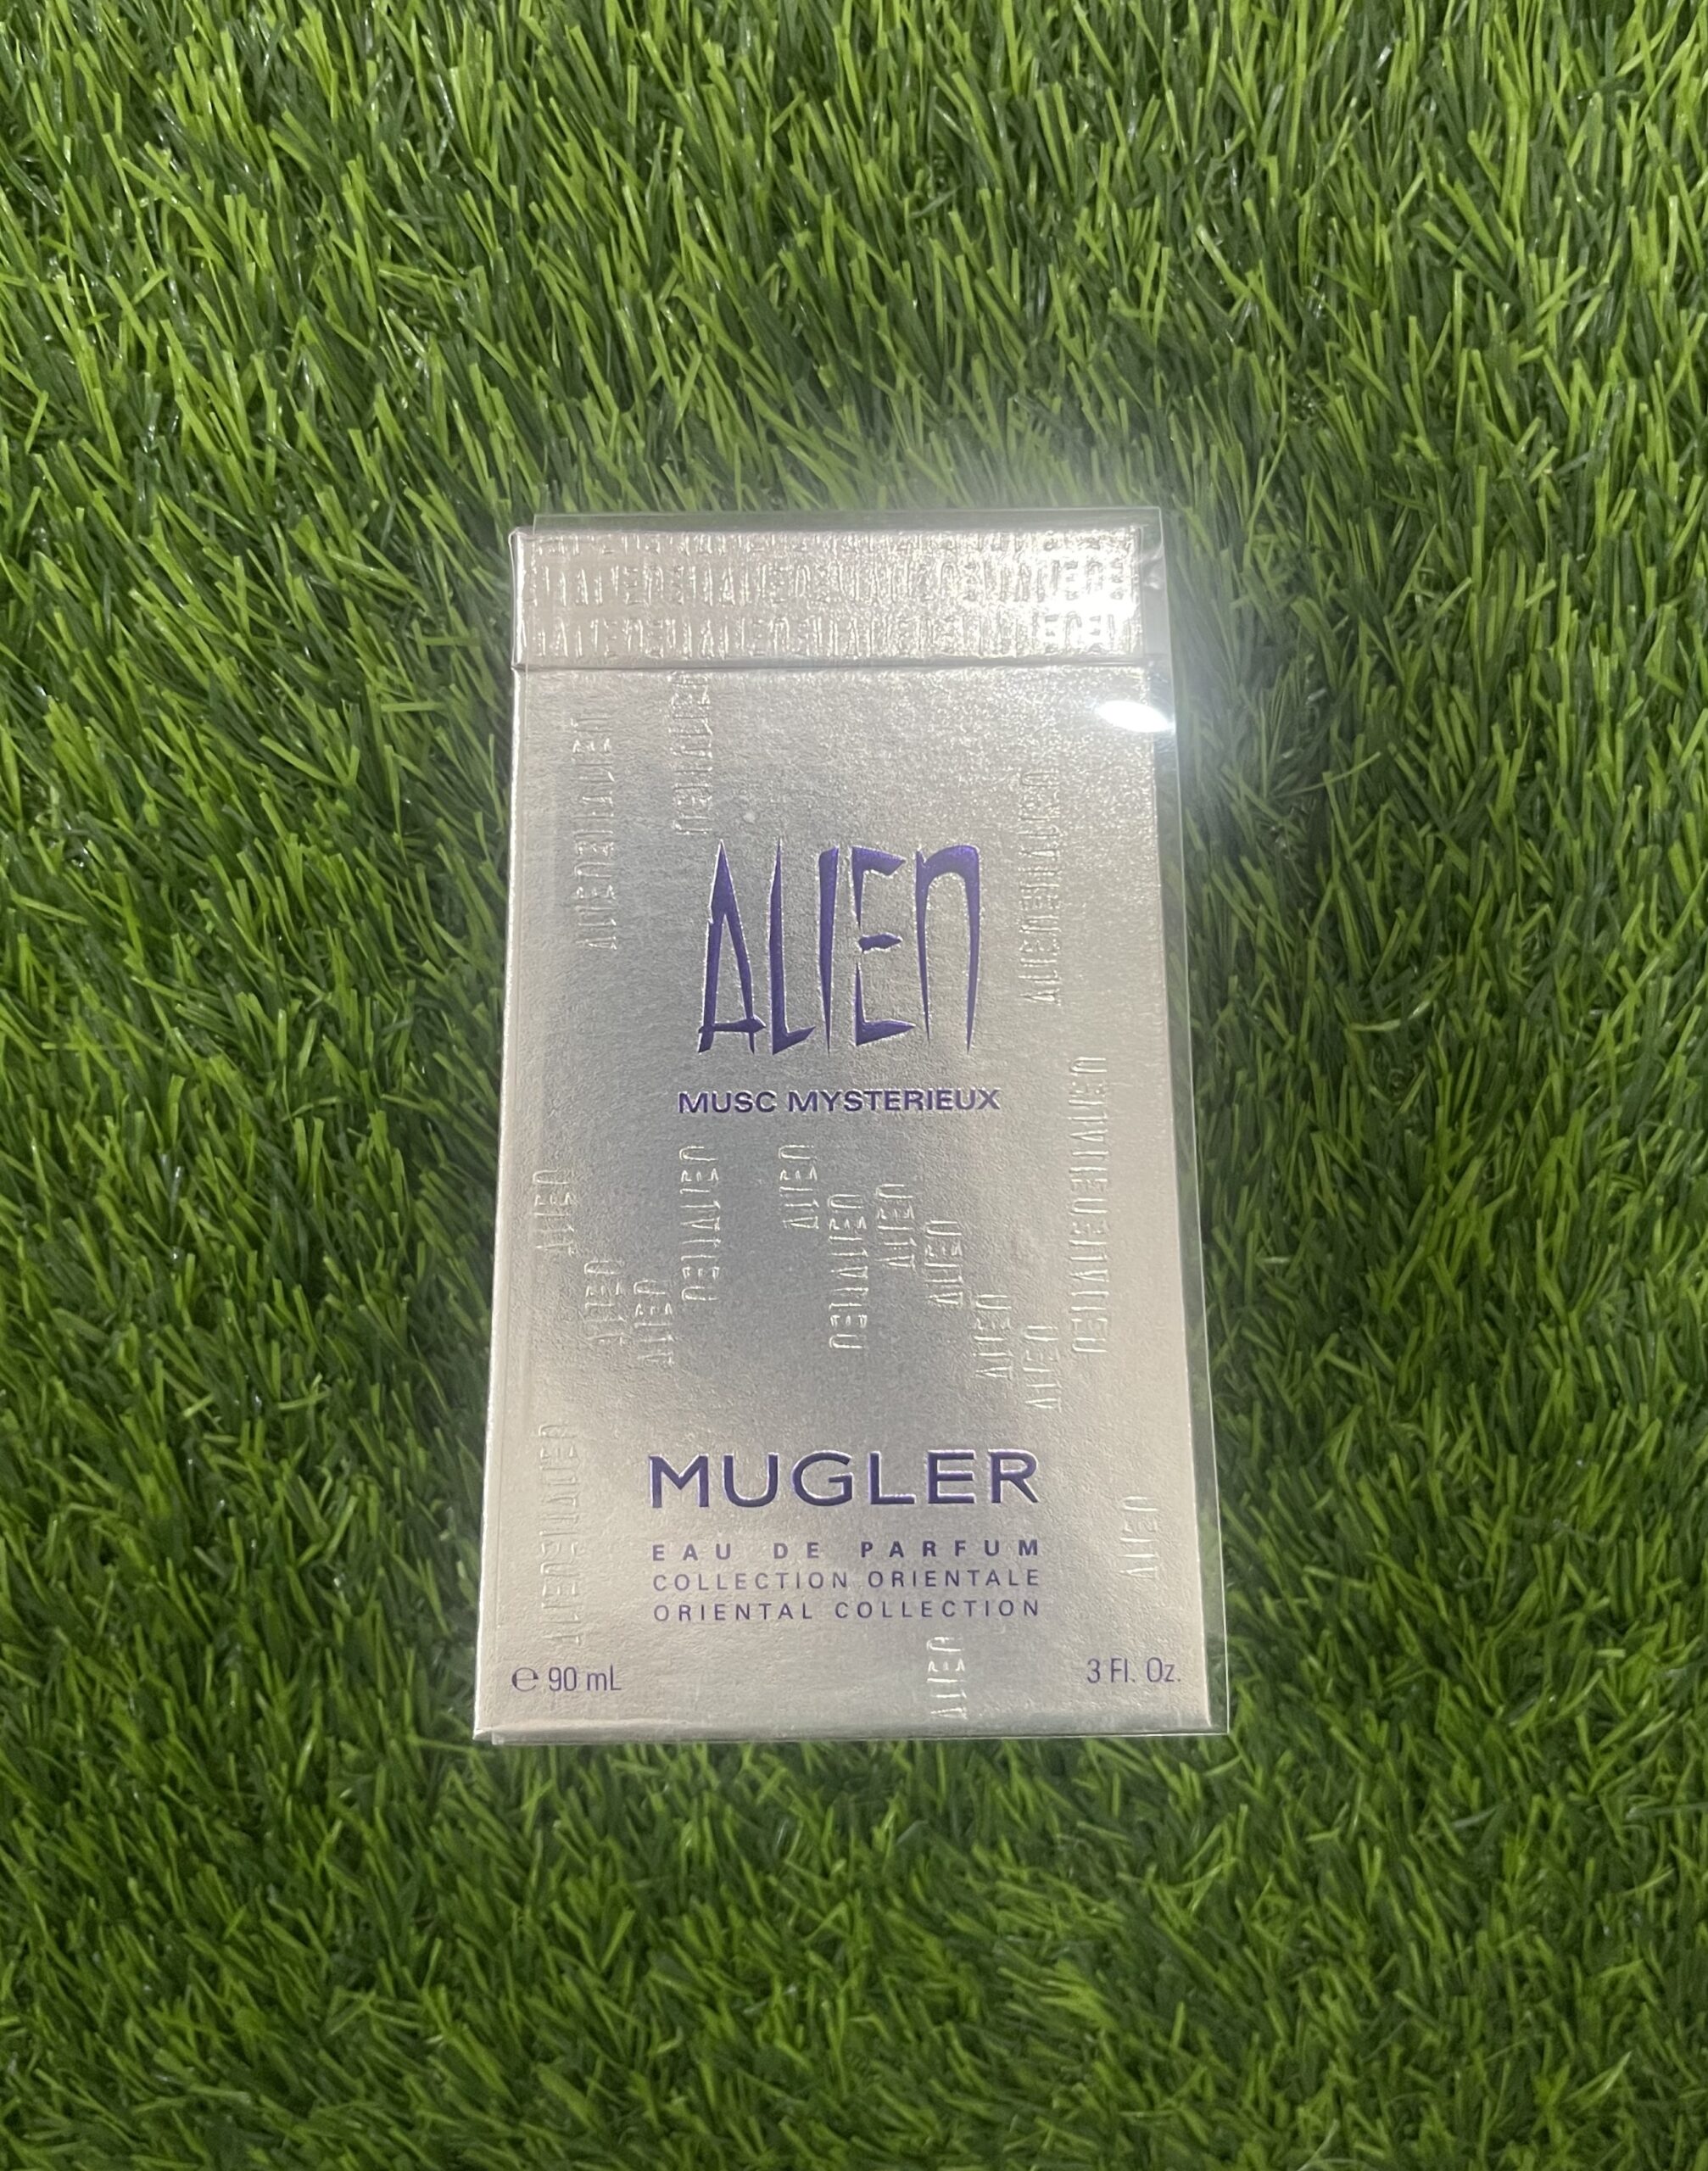 ALIEN
MUSC MYSTERIEUX
MUGLER
EAU DE PARFUM
COLLECTION ORIENTALE
ORIENTAL COLLECTION
℮ 90 mL
3 Fl. Oz.